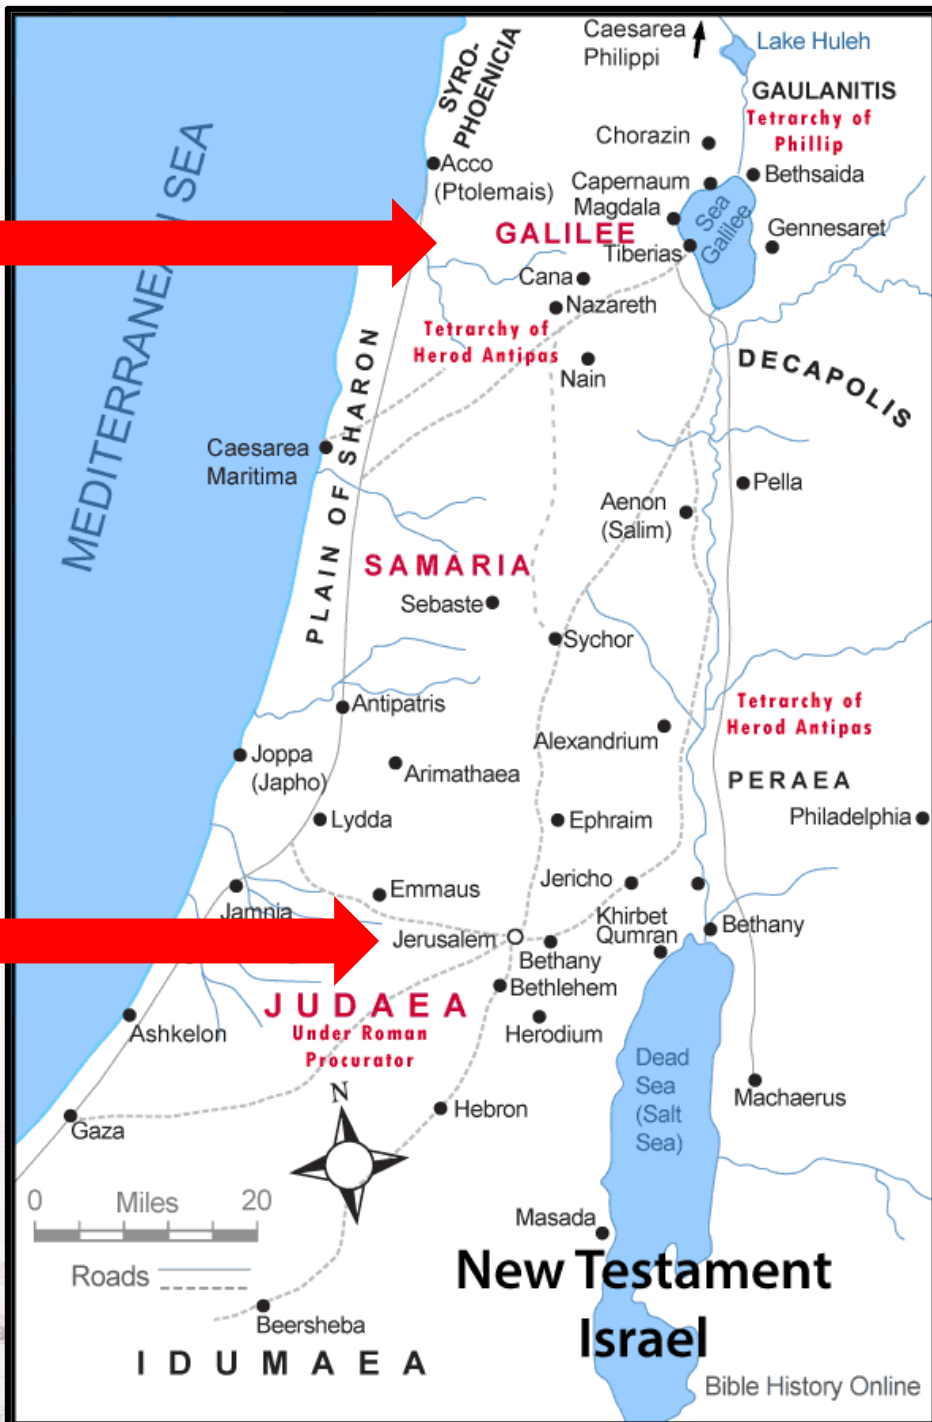 Caesarea
Philippi
Lake Huleh
SYRO-
PHOENICIA
GAULANITIS
Tetrarchy of
Phillip
Chorazin
Acco
(Ptolemais)
Capernaum
Bethsaida
Magdala
Sea
Galilee
Gennesaret
GALILEE
Tiberias
MEDITERRANEAN SEA
Cana
Nazareth
Tetrarchy of
Herod Antipas
Nain
DECAPOLIS
PLAIN OF SHARON
Caesarea
Maritima
Pella
Aenon
(Salim)
SAMARIA
Sebaste
Sychor
Antipatris
Tetrarchy of
Herod Antipas
Alexandrium
Joppa
(Japho)
Arimathaea
PERAEA
Lydda
Ephraim
Philadelphia
Emmaus
Jericho
Jamnia
Khirbet
Qumran
Bethany
Jerusalem
Bethany
Bethlehem
JUDAEA
Under Roman
Procurator
Herodium
Ashkelon
Dead
Sea
(Salt
Sea)
Machaerus
N
Hebron
Gaza
0 Miles 20
Masada
Roads
New Testament
Israel
Beersheba
IDUMAEA
Bible History Online